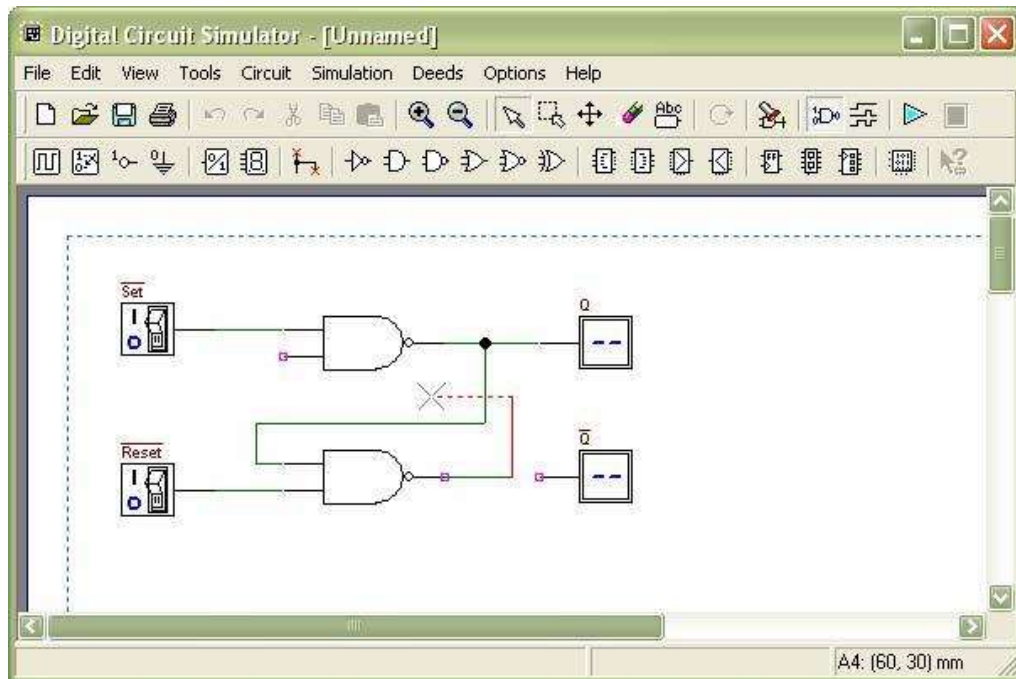 Digital Circuit Simulator - [Unnamed]
File Edit View Tools Circuit Simulation Deeds Options Help
Abc
Set
Q
I
O
-- 
Reset
Q̅
I
O
--
A4: (60, 30) mm